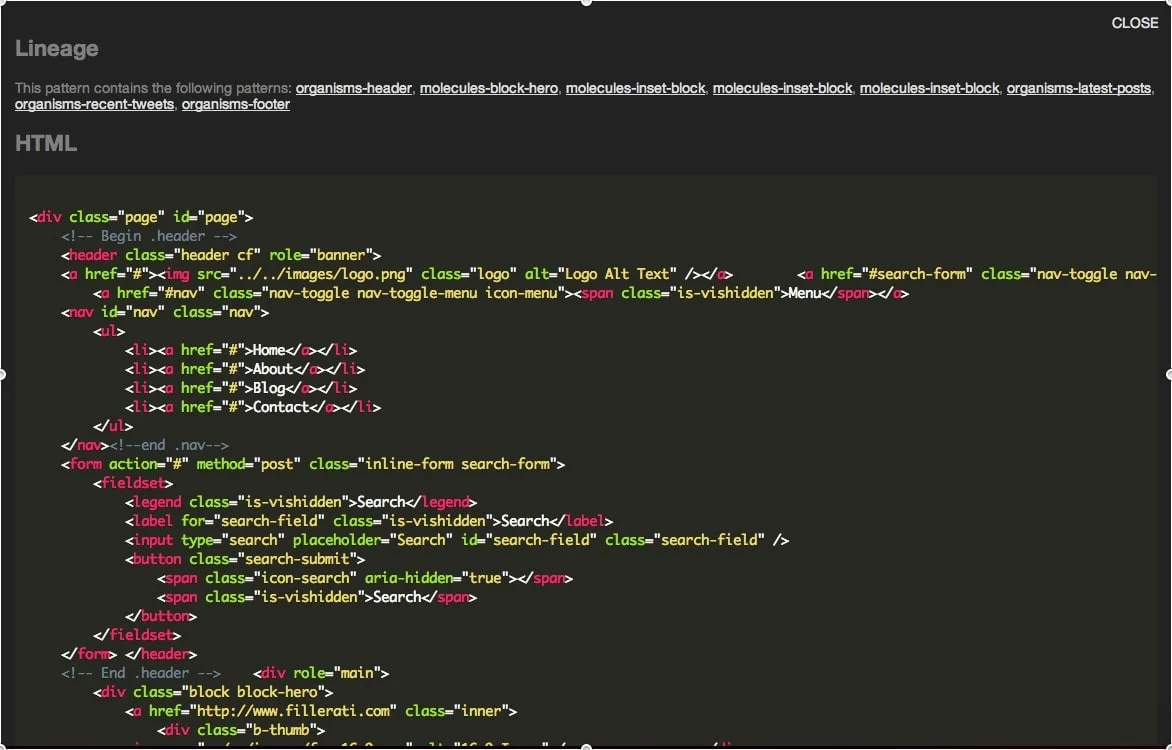 CLOSE
Lineage
This pattern contains the following patterns: organisms-header, molecules-block-hero, molecules-inset-block, molecules-inset-block, molecules-inset-block, organisms-latest-posts,
organisms-recent-tweets, organisms-footer
HTML
<div class="page" id="page">
<!-- Begin .header -->
<header class="header cf" role="banner">
<a href="#"><img src="../../images/logo.png" class="logo" alt="Logo Alt Text" /></a> <a href="#search-form" class="nav-toggle nav-
<a href="#nav" class="nav-toggle nav-toggle-menu icon-menu"><span class="is-vishidden">Menu</span></a>
<nav id="nav" class="nav">
<ul>
<li><a href="#">Home</a></li>
<li><a href="#">About</a></li>
<li><a href="#">Blog</a></li>
<li><a href="#">Contact</a></li>
</ul>
</nav><!--end .nav-->
<form action="#" method="post" class="inline-form search-form">
<fieldset>
<legend class="is-vishidden">Search</legend>
<label for="search-field" class="is-vishidden">Search</label>
<input type="search" placeholder="Search" id="search-field" class="search-field" />
<button class="search-submit">
<span class="icon-search" aria-hidden="true"></span>
<span class="is-vishidden">Search</span>
</button>
</fieldset>
</form> </header>
<!-- End .header --> <div role="main">
<div class="block block-hero">
<a href="http://www.fillerati.com" class="inner">
<div class="b-thumb">